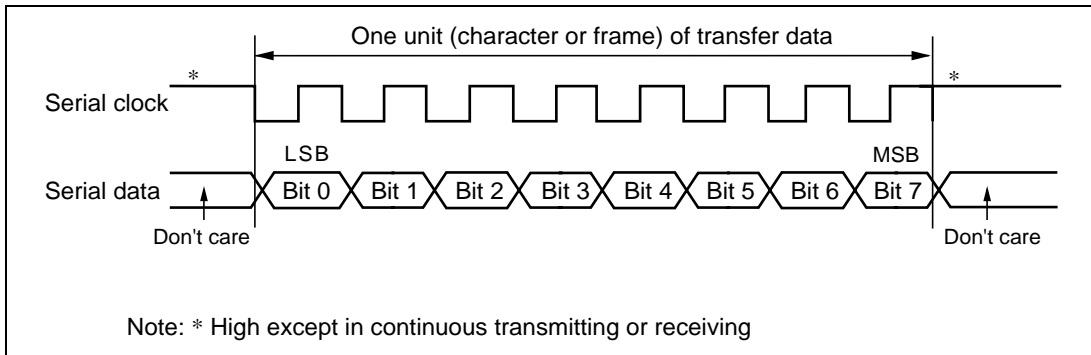 One unit (character or frame) of transfer data
* *
Serial clock
LSB MSB
Serial data Bit 0 Bit 1 Bit 2 Bit 3 Bit 4 Bit 5 Bit 6 Bit 7
Don't care Don't care
Note: * High except in continuous transmitting or receiving